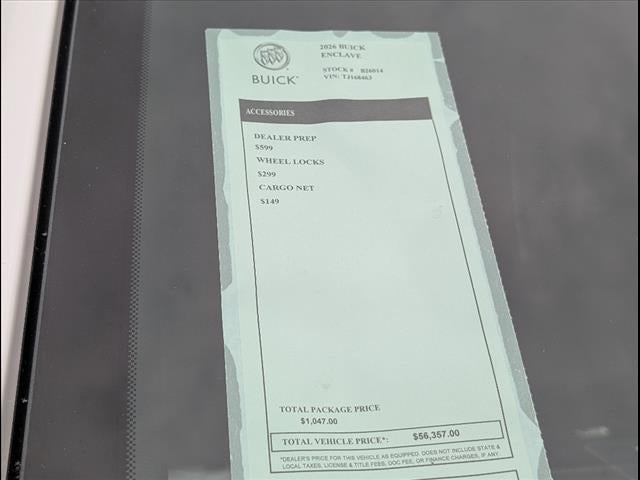 2026 BUICK
ENCLAVE
BUICK
STOCK # B26014
VIN: TJ168463
ACCESSORIES
DEALER PREP
$599
WHEEL LOCKS
$299
CARGO NET
$149
TOTAL PACKAGE PRICE
$1,047.00
TOTAL VEHICLE PRICE*: $56,357.00
*DEALER'S PRICE FOR THIS VEHICLE AS EQUIPPED. DOES NOT INCLUDE STATE &
LOCAL TAXES, LICENSE & TITLE FEES, DOC FEE, OR FINANCE CHARGES, IF ANY.